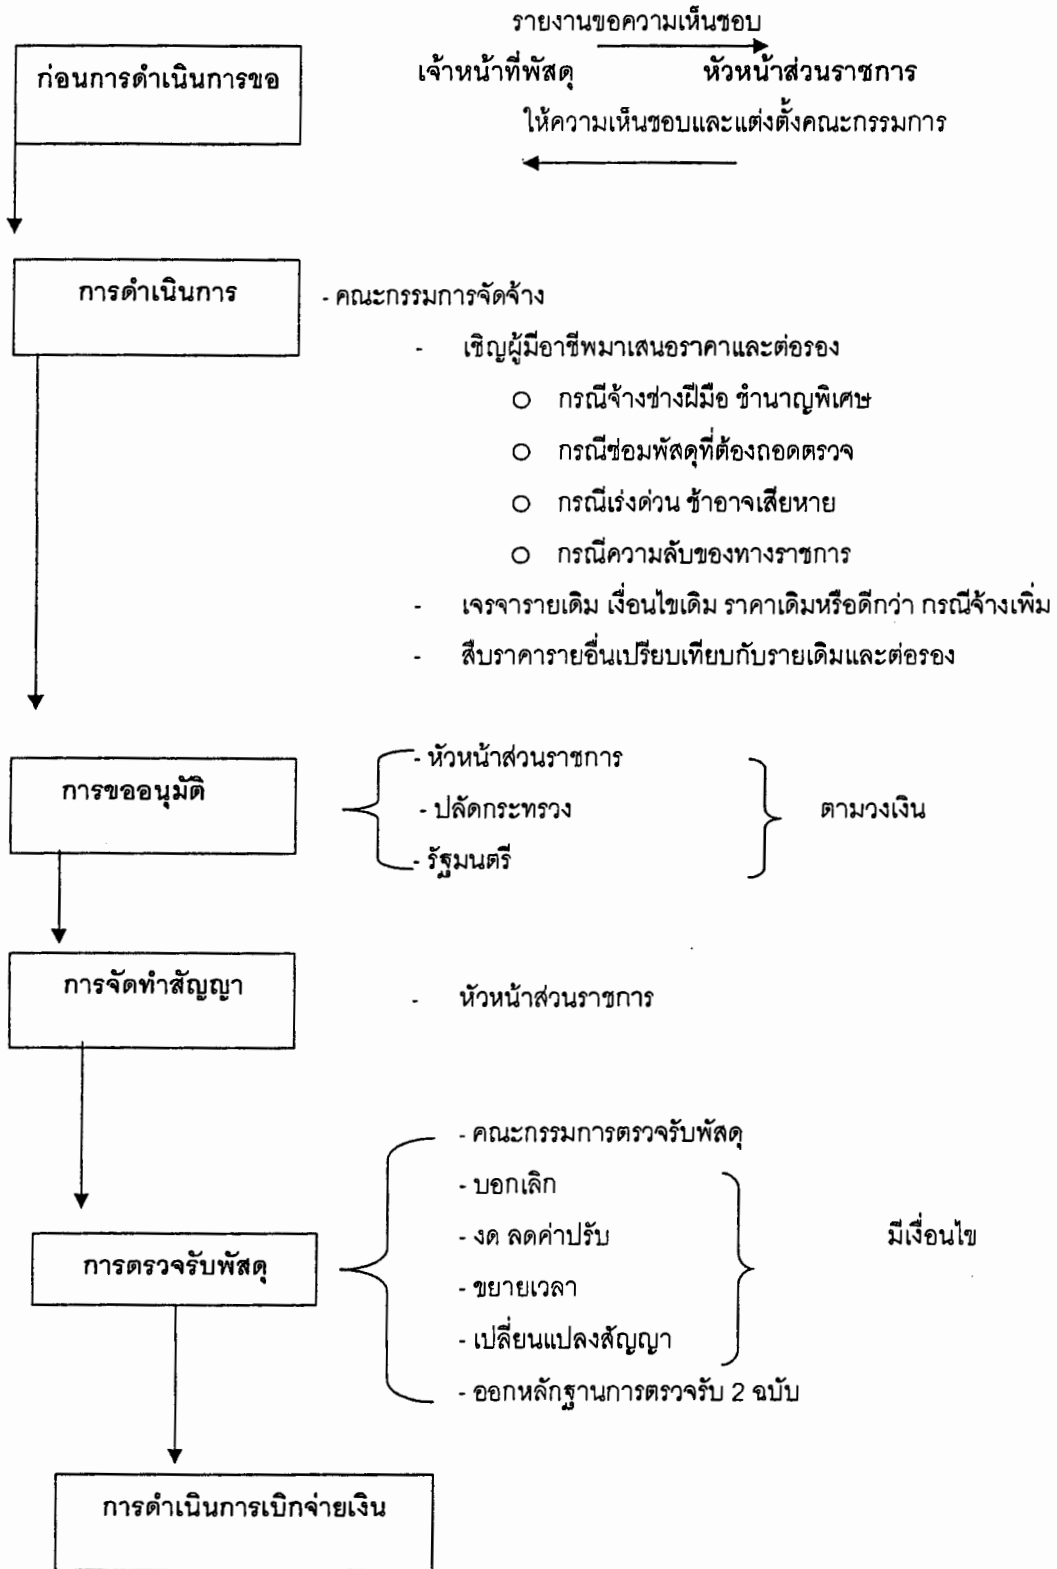 รายงานขอความเห็นชอบ
ก่อนการดำเนินการขอ
เจ้าหน้าที่พัสดุ หัวหน้าส่วนราชการ
ให้ความเห็นชอบและแต่งตั้งคณะกรรมการ
การดำเนินการ
- คณะกรรมการจัดจ้าง
- เชิญผู้มีอาชีพมาเสนอราคาและต่อรอง
○ กรณีจ้างช่างฝีมือ ชำนาญพิเศษ
○ กรณีซ่อมพัสดุที่ต้องถอดตรวจ
○ กรณีเร่งด่วน ช้าอาจเสียหาย
○ กรณีความลับของทางราชการ
- เจรจารายเดิม เงื่อนไขเดิม ราคาเดิมหรือดีกว่า กรณีจ้างเพิ่ม
- สืบราคารายอื่นเปรียบเทียบกับรายเดิมและต่อรอง
การขออนุมัติ
- หัวหน้าส่วนราชการ
- ปลัดกระทรวง
- รัฐมนตรี
ตามวงเงิน
การจัดทำสัญญา
- หัวหน้าส่วนราชการ
การตรวจรับพัสดุ
- คณะกรรมการตรวจรับพัสดุ
- บอกเลิก
- งด ลดค่าปรับ
- ขยายเวลา
- เปลี่ยนแปลงสัญญา
- ออกหลักฐานการตรวจรับ 2 ฉบับ
มีเงื่อนไข
การดำเนินการเบิกจ่ายเงิน